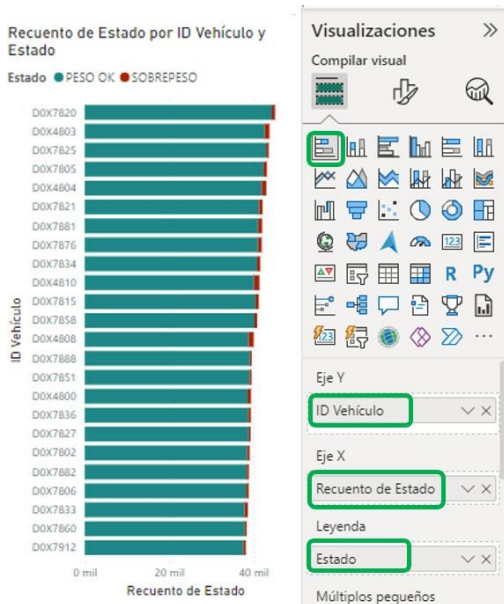 Recuento de Estado por ID Vehículo y
Estado
Estado PESO OK SOBREPESO
D0X7820
D0X4803
D0X7825
D0X7805
D0X4804
D0X7821
D0X7881
D0X7876
D0X7834
D0X4810
D0X7815
D0X7858
D0X4808
D0X7888
D0X7851
D0X4800
D0X7836
D0X7827
D0X7802
D0X7882
D0X7806
D0X7833
D0X7860
D0X7912
ID Vehículo
0 mil 20 mil 40 mil
Recuento de Estado
Visualizaciones
Compilar visual
123
R Py
123
Eje Y
ID Vehículo
Eje X
Recuento de Estado
Leyenda
Estado
Múltiplos pequeños